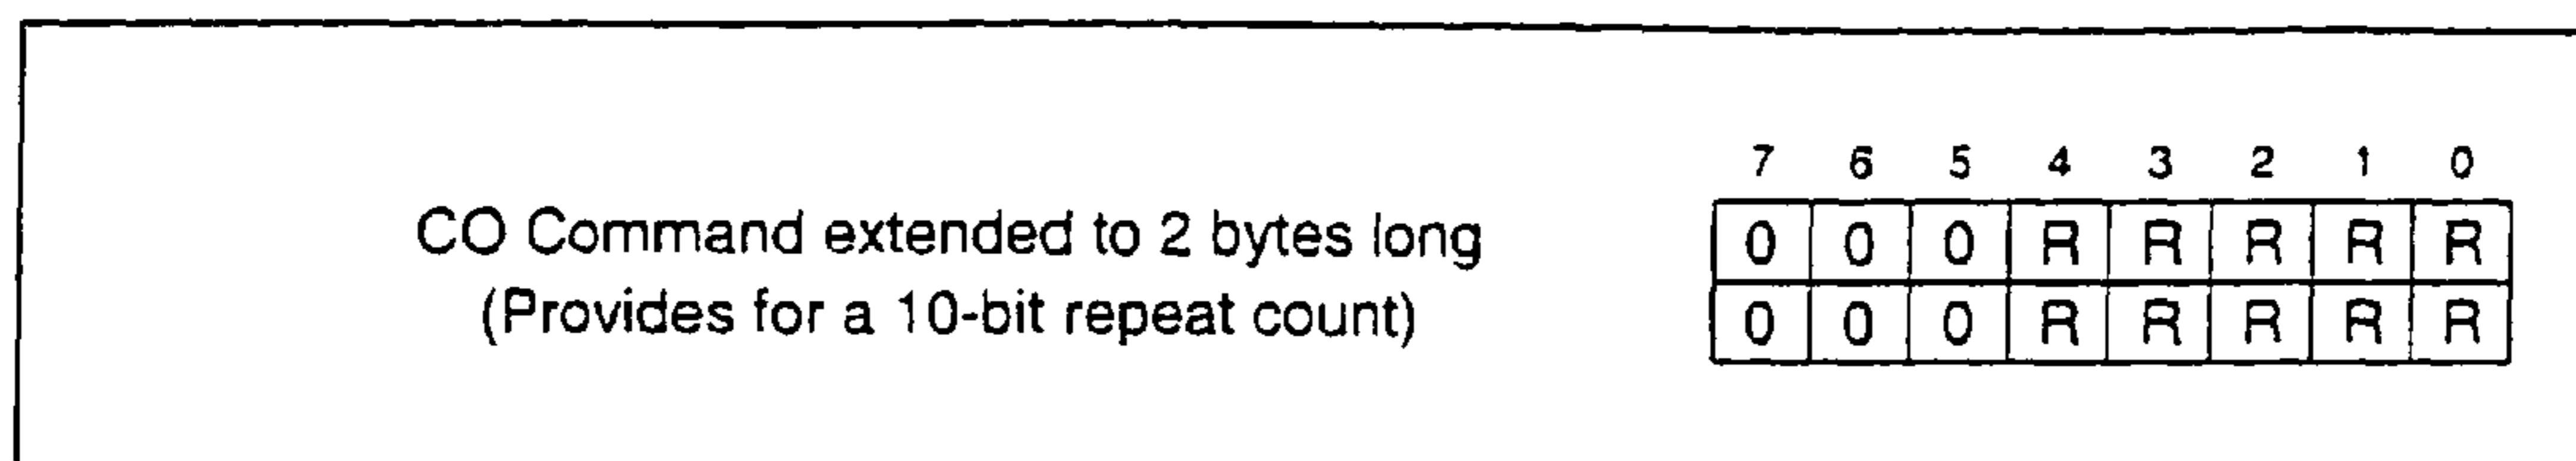 7 6 5 4 3 2 1 0
CO Command extended to 2 bytes long 0 0 0 R R R R R
(Provides for a 10-bit repeat count) 0 0 0 R R R R R